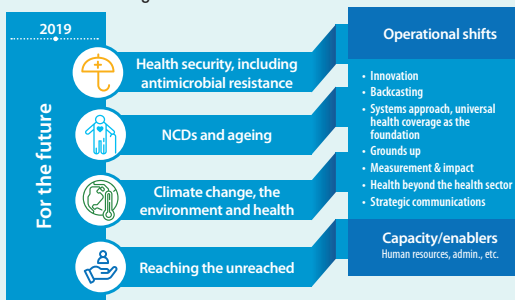 2019
For the future
Health security, including
antimicrobial resistance
NCDs and ageing
Climate change, the
environment and health
Reaching the unreached
Operational shifts
• Innovation
• Backcasting
• Systems approach, universal
health coverage as the
foundation
• Grounds up
• Measurement & impact
• Health beyond the health sector
• Strategic communications
Capacity/enablers
Human resources, admin., etc.